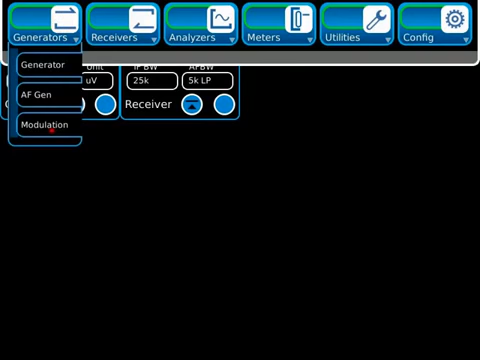 Generators Receivers Analyzers Meters Utilities Config
Generator
Unit IF BW AFBW
uV 25k 5k LP
AF Gen
Receiver
Modulation